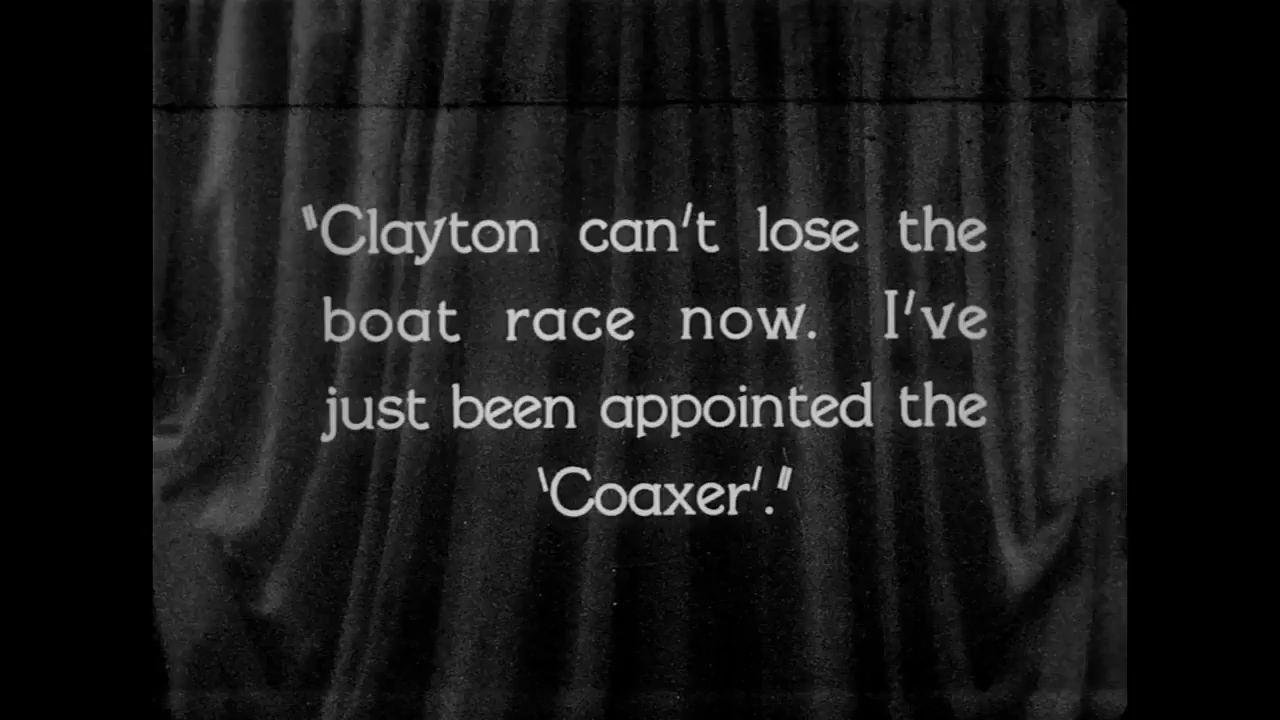 "Clayton can't lose the
boat race now. I've
just been appointed the
'Coaxer'."